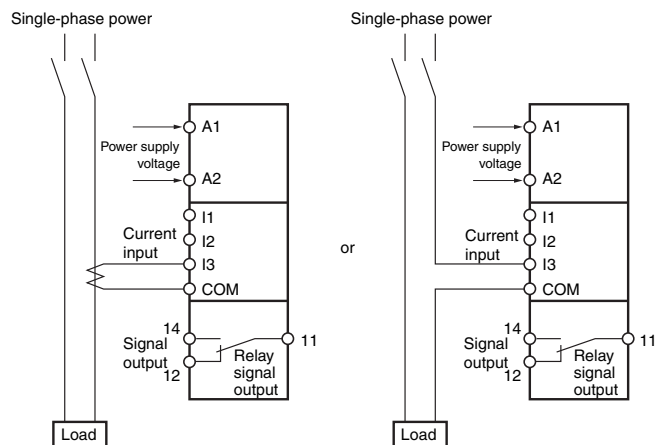 Single-phase power
A1
Power supply
voltage
A2
I1
I2
Current
input
I3
COM
14
Signal
output
12
Relay
signal
output
11
Load
or
Single-phase power
A1
Power supply
voltage
A2
I1
I2
Current
input
I3
COM
14
Signal
output
12
Relay
signal
output
11
Load